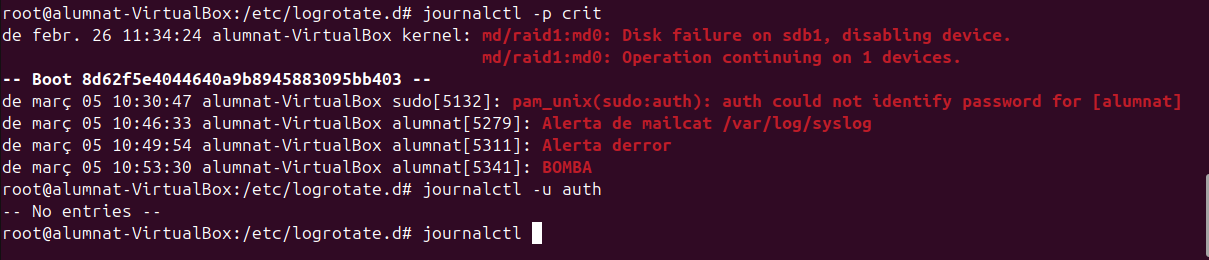 root@alumnat-VirtualBox:/etc/logrotate.d# journalctl -p crit
de febr. 26 11:34:24 alumnat-VirtualBox kernel: md/raid1:md0: Disk failure on sdb1, disabling device.
md/raid1:md0: Operation continuing on 1 devices.
-- Boot 8d62f5e4044640a9b8945883095bb403 --
de març 05 10:30:47 alumnat-VirtualBox sudo[5132]: pam_unix(sudo:auth): auth could not identify password for [alumnat]
de març 05 10:46:33 alumnat-VirtualBox alumnat[5279]: Alerta de mailcat /var/log/syslog
de març 05 10:49:54 alumnat-VirtualBox alumnat[5311]: Alerta derror
de març 05 10:53:30 alumnat-VirtualBox alumnat[5341]: BOMBA
root@alumnat-VirtualBox:/etc/logrotate.d# journalctl -u auth
-- No entries --
root@alumnat-VirtualBox:/etc/logrotate.d# journalctl